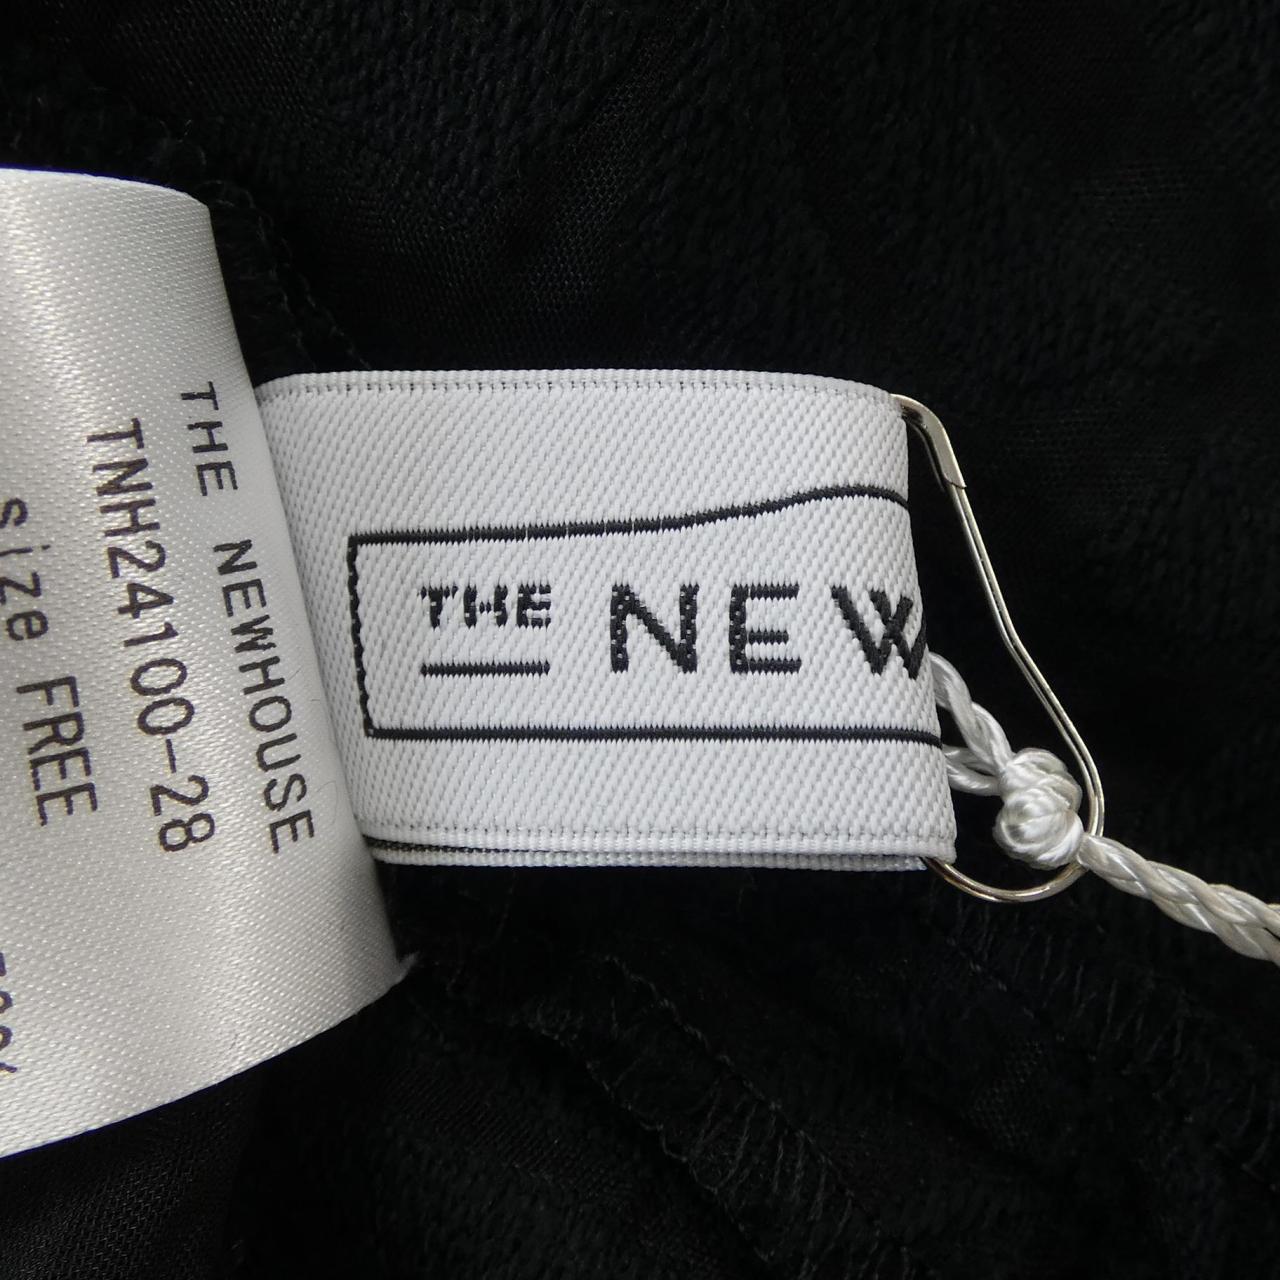 THE NEWHOUSE
TNH24100-28
size FREE
THE NEW